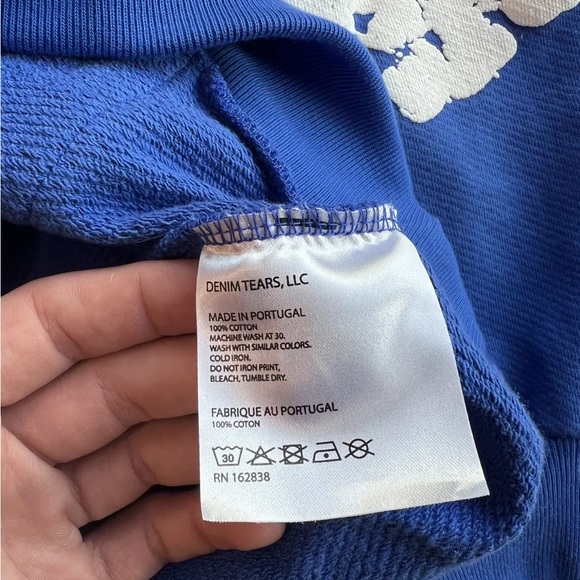 DENIM TEARS, LLC
MADE IN PORTUGAL
100% COTTON
MACHINE WASH AT 30.
WASH WITH SIMILAR COLORS.
COLD IRON.
DO NOT IRON PRINT,
BLEACH, TUMBLE DRY.
FABRIQUE AU PORTUGAL
100% COTON
30
RN 162838